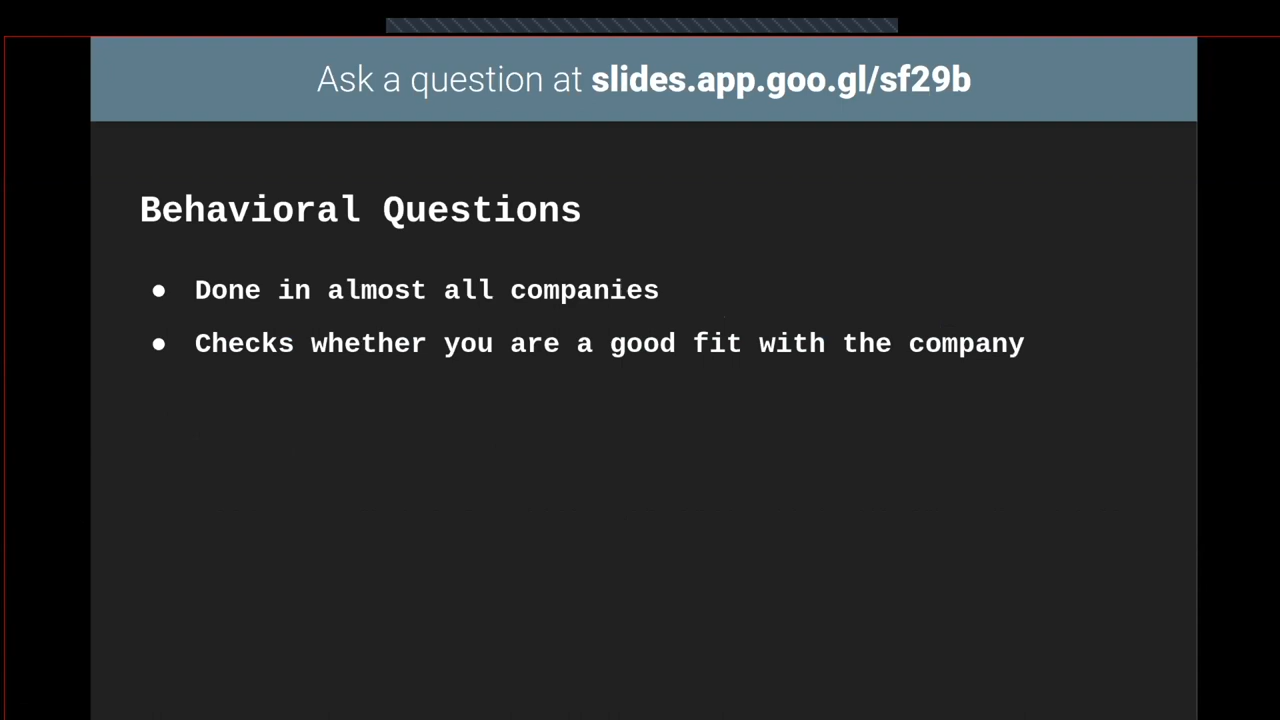 Ask a question at slides.app.goo.gl/sf29b
Behavioral Questions
● Done in almost all companies
● Checks whether you are a good fit with the company